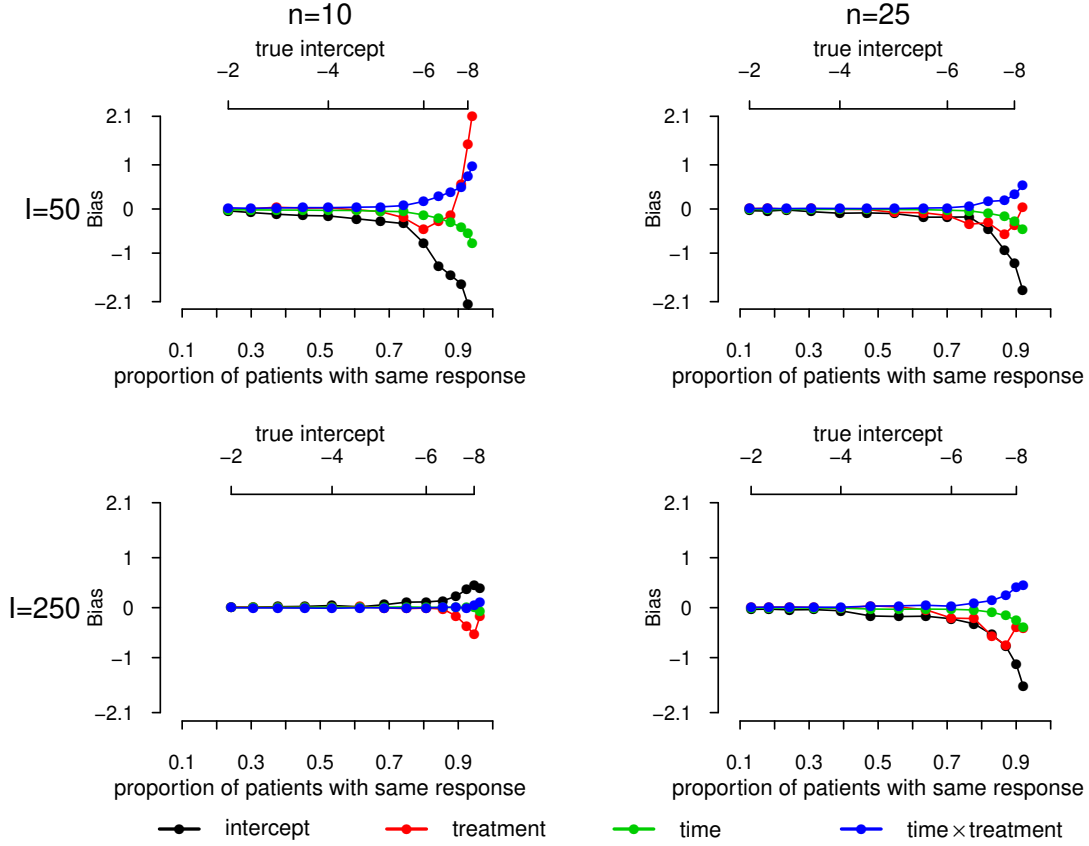 n=10 n=25
true intercept true intercept
−2 −4 −6 −8 −2 −4 −6 −8
I=50
Bias Bias
2.1 2.1
1 1
0 0
−1 −1
−2.1 −2.1
0.1 0.3 0.5 0.7 0.9 0.1 0.3 0.5 0.7 0.9
proportion of patients with same response proportion of patients with same response
true intercept true intercept
−2 −4 −6 −8 −2 −4 −6 −8
I=250
Bias Bias
2.1 2.1
1 1
0 0
−1 −1
−2.1 −2.1
0.1 0.3 0.5 0.7 0.9 0.1 0.3 0.5 0.7 0.9
proportion of patients with same response proportion of patients with same response
intercept treatment time time×treatment